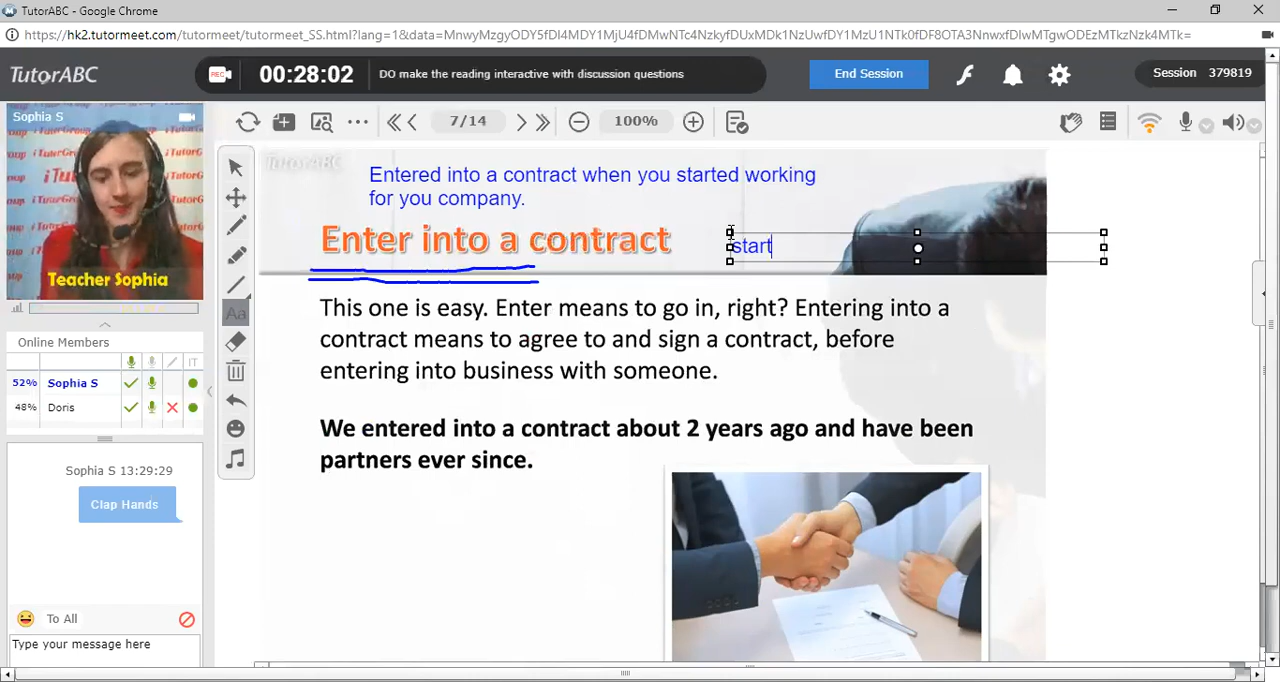 TutorABC - Google Chrome
https://hk2.tutormeet.com/tutormeet/tutormeet_SS.html?lang=1&data=MnwyMzgyODY5fDI4MDY1MjU4fDMwNTc4NzkyfDUxMDk1NzUwfDY1MzU1NTk0fDF8OTA3NnwxfDIwMTgwODEzMTkzNzk4MTk=
TutorABC
REC
00:28:02
DO make the reading interactive with discussion questions
End Session
Session 379819
Sophia S
Teacher Sophia
7/14
100%
Online Members
IT
52% Sophia S
48% Doris
Sophia S 13:29:29
Clap Hands
To All
Type your message here
Aa
TutorABC
Entered into a contract when you started working
for you company.
Enter into a contract
start
This one is easy. Enter means to go in, right? Entering into a
contract means to agree to and sign a contract, before
entering into business with someone.
We entered into a contract about 2 years ago and have been
partners ever since.